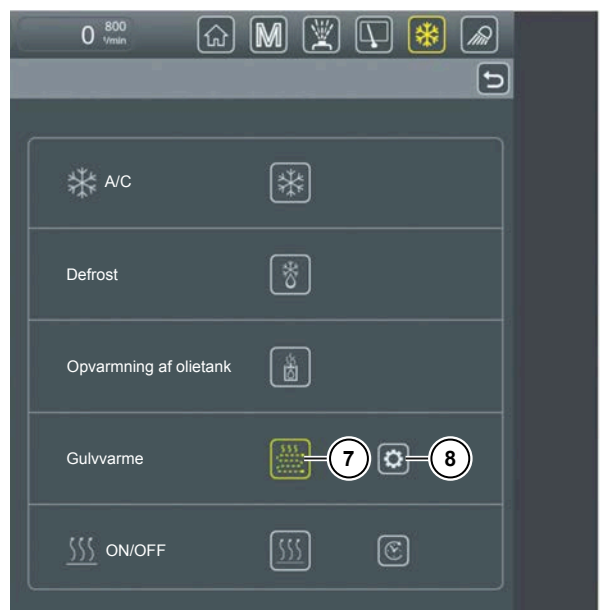 0 800
1/min
M
A/C
Defrost
Opvarmning af olietank
Gulvvarme
7
8
ON/OFF